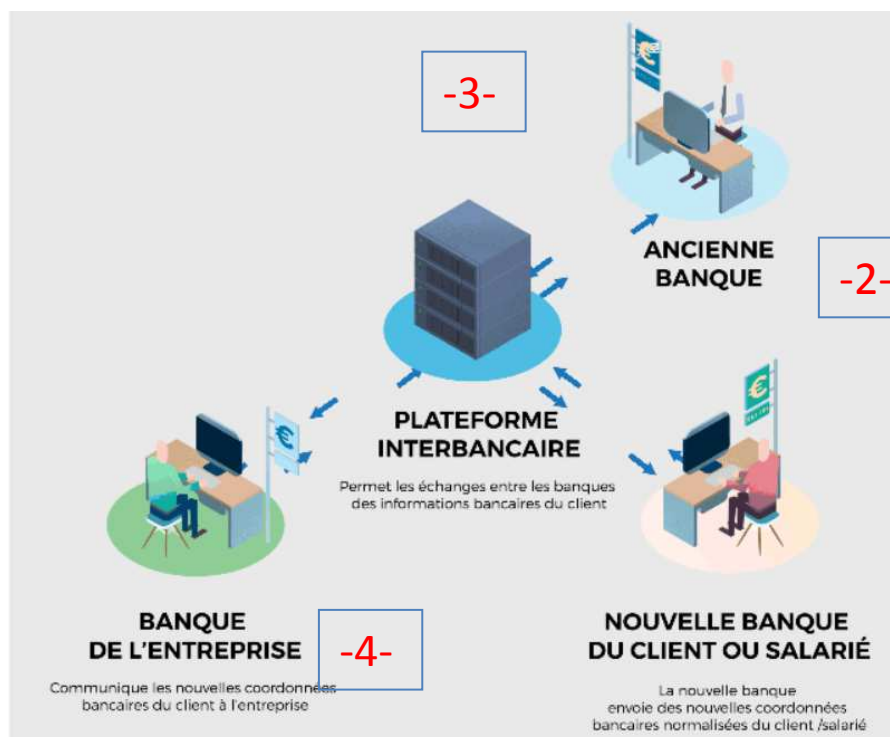 -3-
ANCIENNE
BANQUE
-2-
PLATEFORME
INTERBANCAIRE
Permet les échanges entre les banques
des informations bancaires du client
BANQUE
DE L'ENTREPRISE
-4-
Communique les nouvelles coordonnées
bancaires du client à l'entreprise
NOUVELLE BANQUE
DU CLIENT OU SALARIÉ
La nouvelle banque
envoie des nouvelles coordonnées
bancaires normalisées du client /salarié